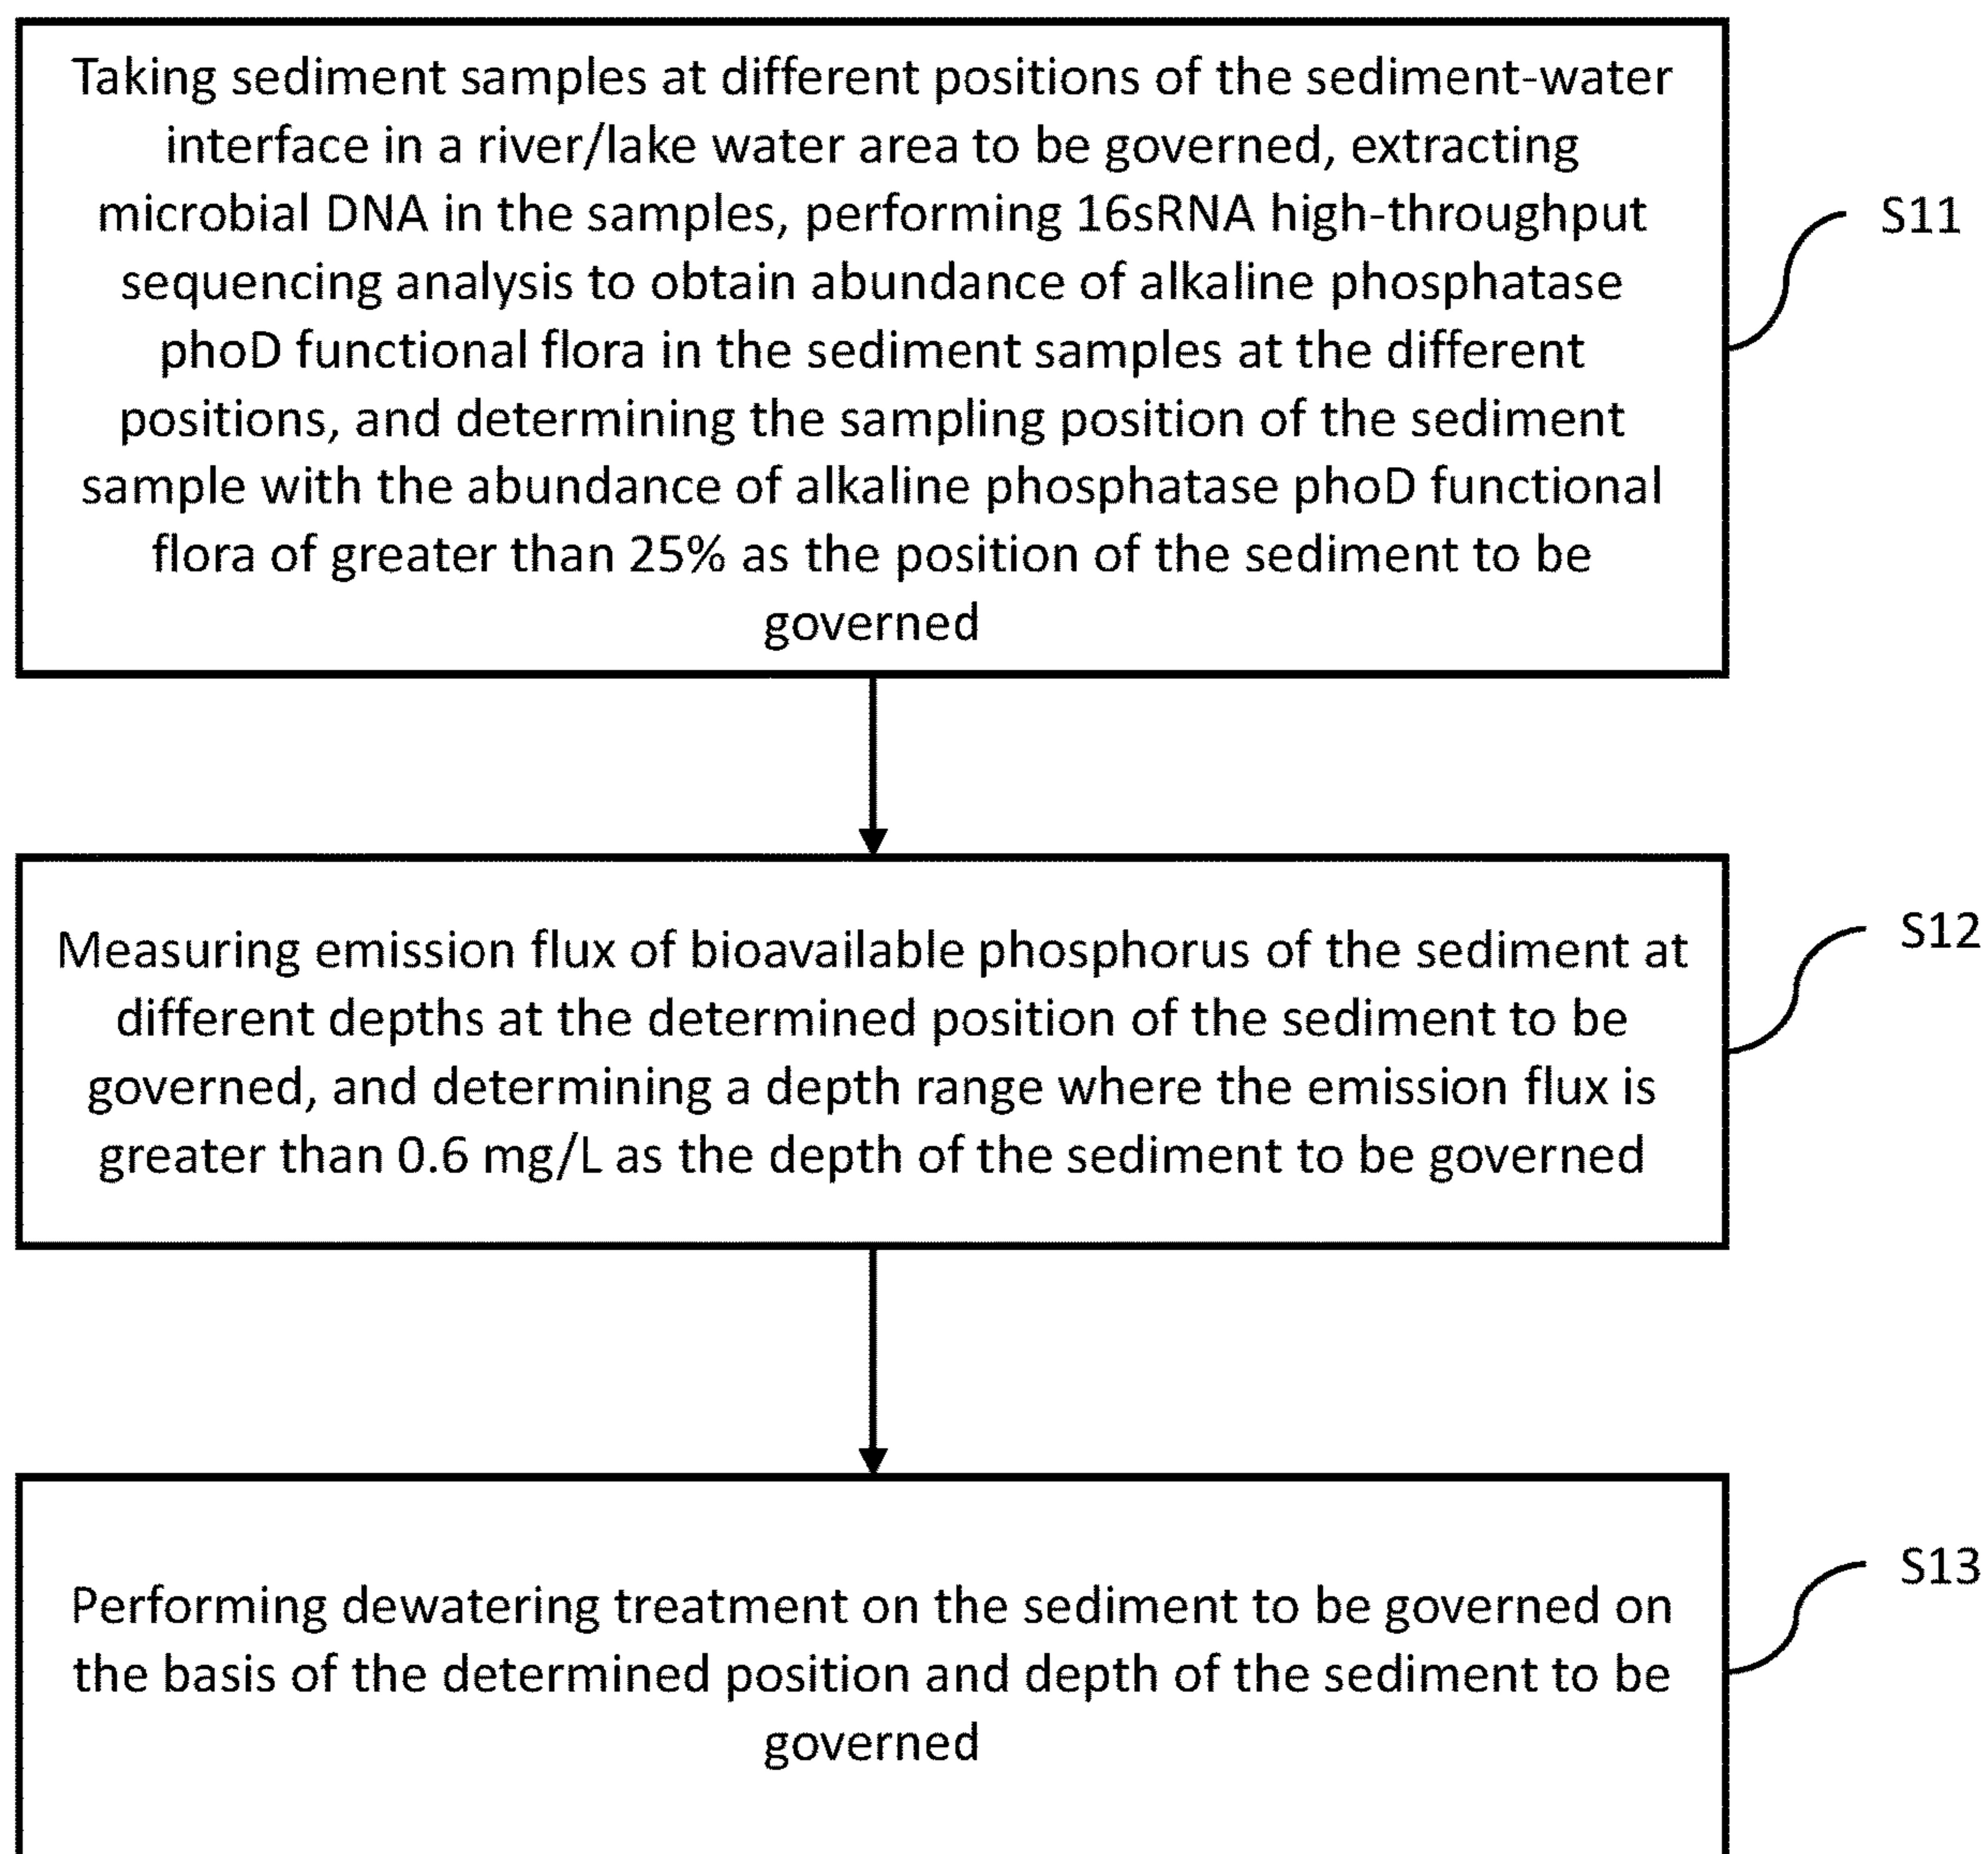 Taking sediment samples at different positions of the sediment-water
interface in a river/lake water area to be governed, extracting
microbial DNA in the samples, performing 16sRNA high-throughput
sequencing analysis to obtain abundance of alkaline phosphatase
phoD functional flora in the sediment samples at the different
positions, and determining the sampling position of the sediment
sample with the abundance of alkaline phosphatase phoD functional
flora of greater than 25% as the position of the sediment to be
governed
S11
Measuring emission flux of bioavailable phosphorus of the sediment at
different depths at the determined position of the sediment to be
governed, and determining a depth range where the emission flux is
greater than 0.6 mg/L as the depth of the sediment to be governed
S12
Performing dewatering treatment on the sediment to be governed on
the basis of the determined position and depth of the sediment to be
governed
S13